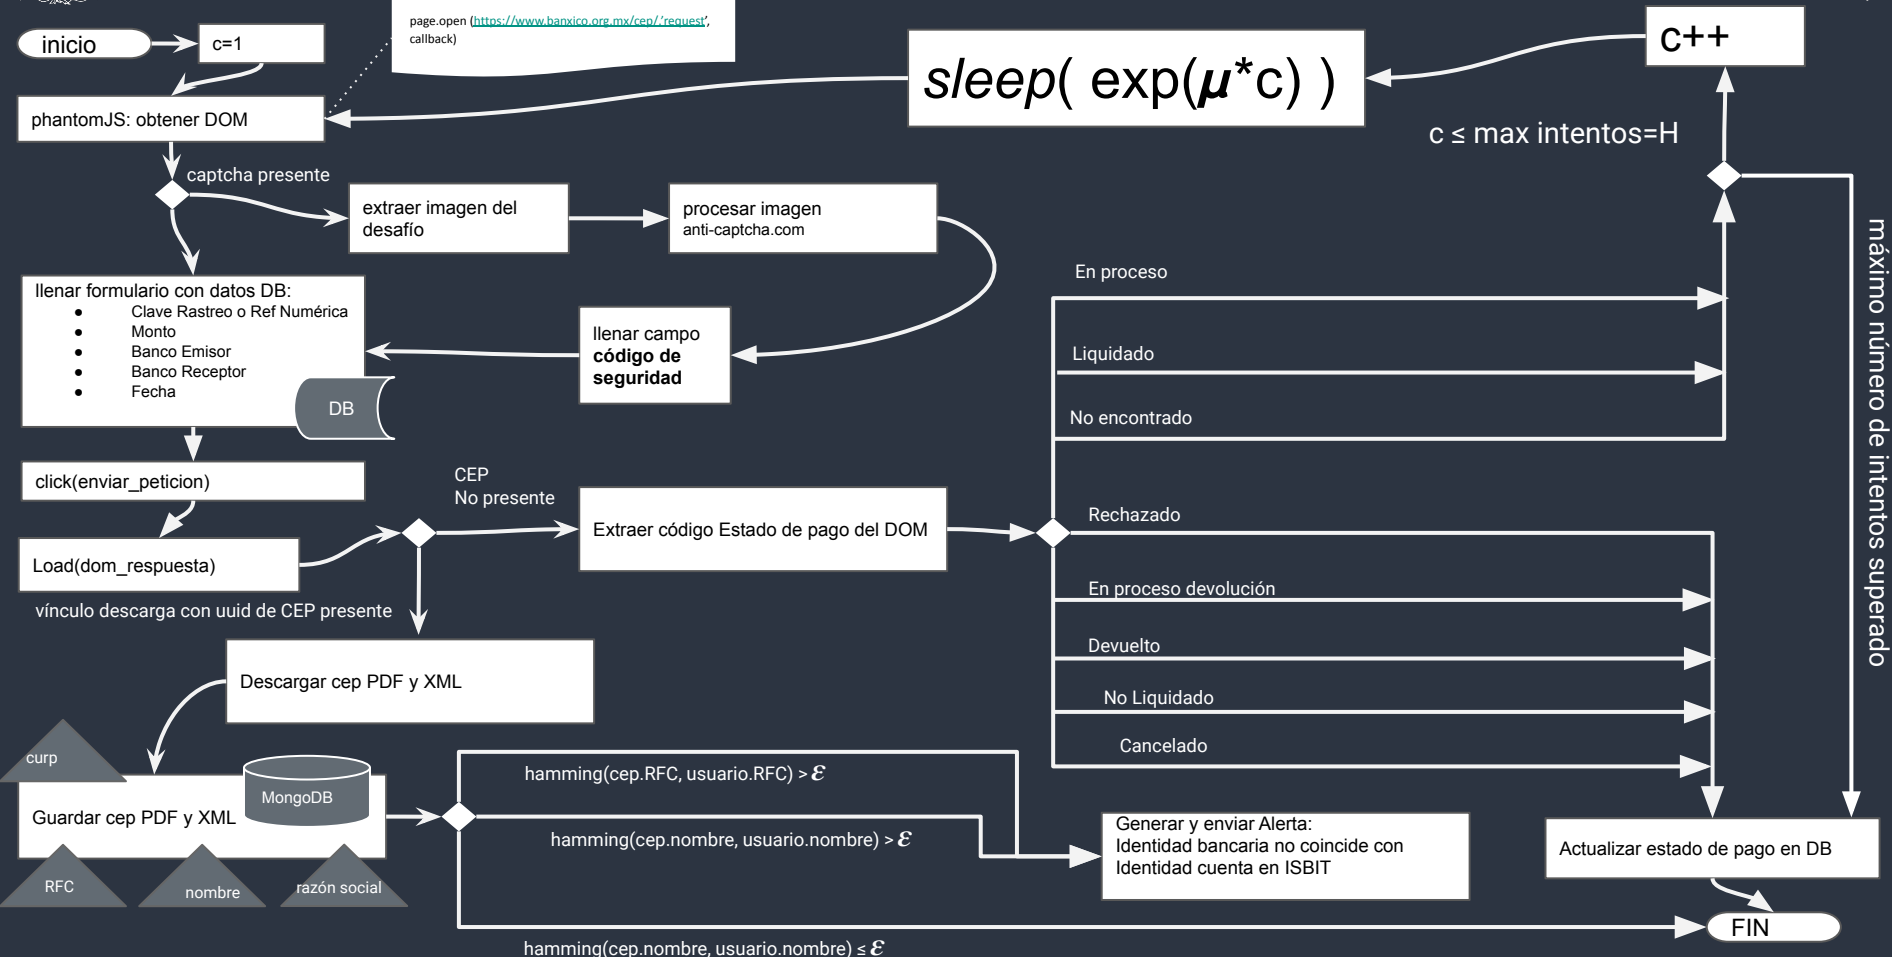 page.open (https://www.banxico.org.mx/cep/,'request',
callback)
inicio
c=1
c++
sleep( exp(μ*c) )
phantomJS: obtener DOM
c ≤ max intentos=H
captcha presente
extraer imagen del
desafío
procesar imagen
anti-captcha.com
máximo número de intentos superado
En proceso
llenar formulario con datos DB:
● Clave Rastreo o Ref Numérica
● Monto
● Banco Emisor
● Banco Receptor
● Fecha
DB
llenar campo
código de
seguridad
Liquidado
No encontrado
click(enviar_peticion)
CEP
No presente
Extraer código Estado de pago del DOM
Rechazado
Load(dom_respuesta)
En proceso devolución
vínculo descarga con uuid de CEP presente
Devuelto
Descargar cep PDF y XML
No Liquidado
Cancelado
curp
hamming(cep.RFC, usuario.RFC) > ε
MongoDB
Guardar cep PDF y XML
hamming(cep.nombre, usuario.nombre) > ε
Generar y enviar Alerta:
Identidad bancaria no coincide con
Identidad cuenta en ISBIT
Actualizar estado de pago en DB
RFC
nombre
razón social
FIN
hamming(cep.nombre, usuario.nombre) ≤ ε